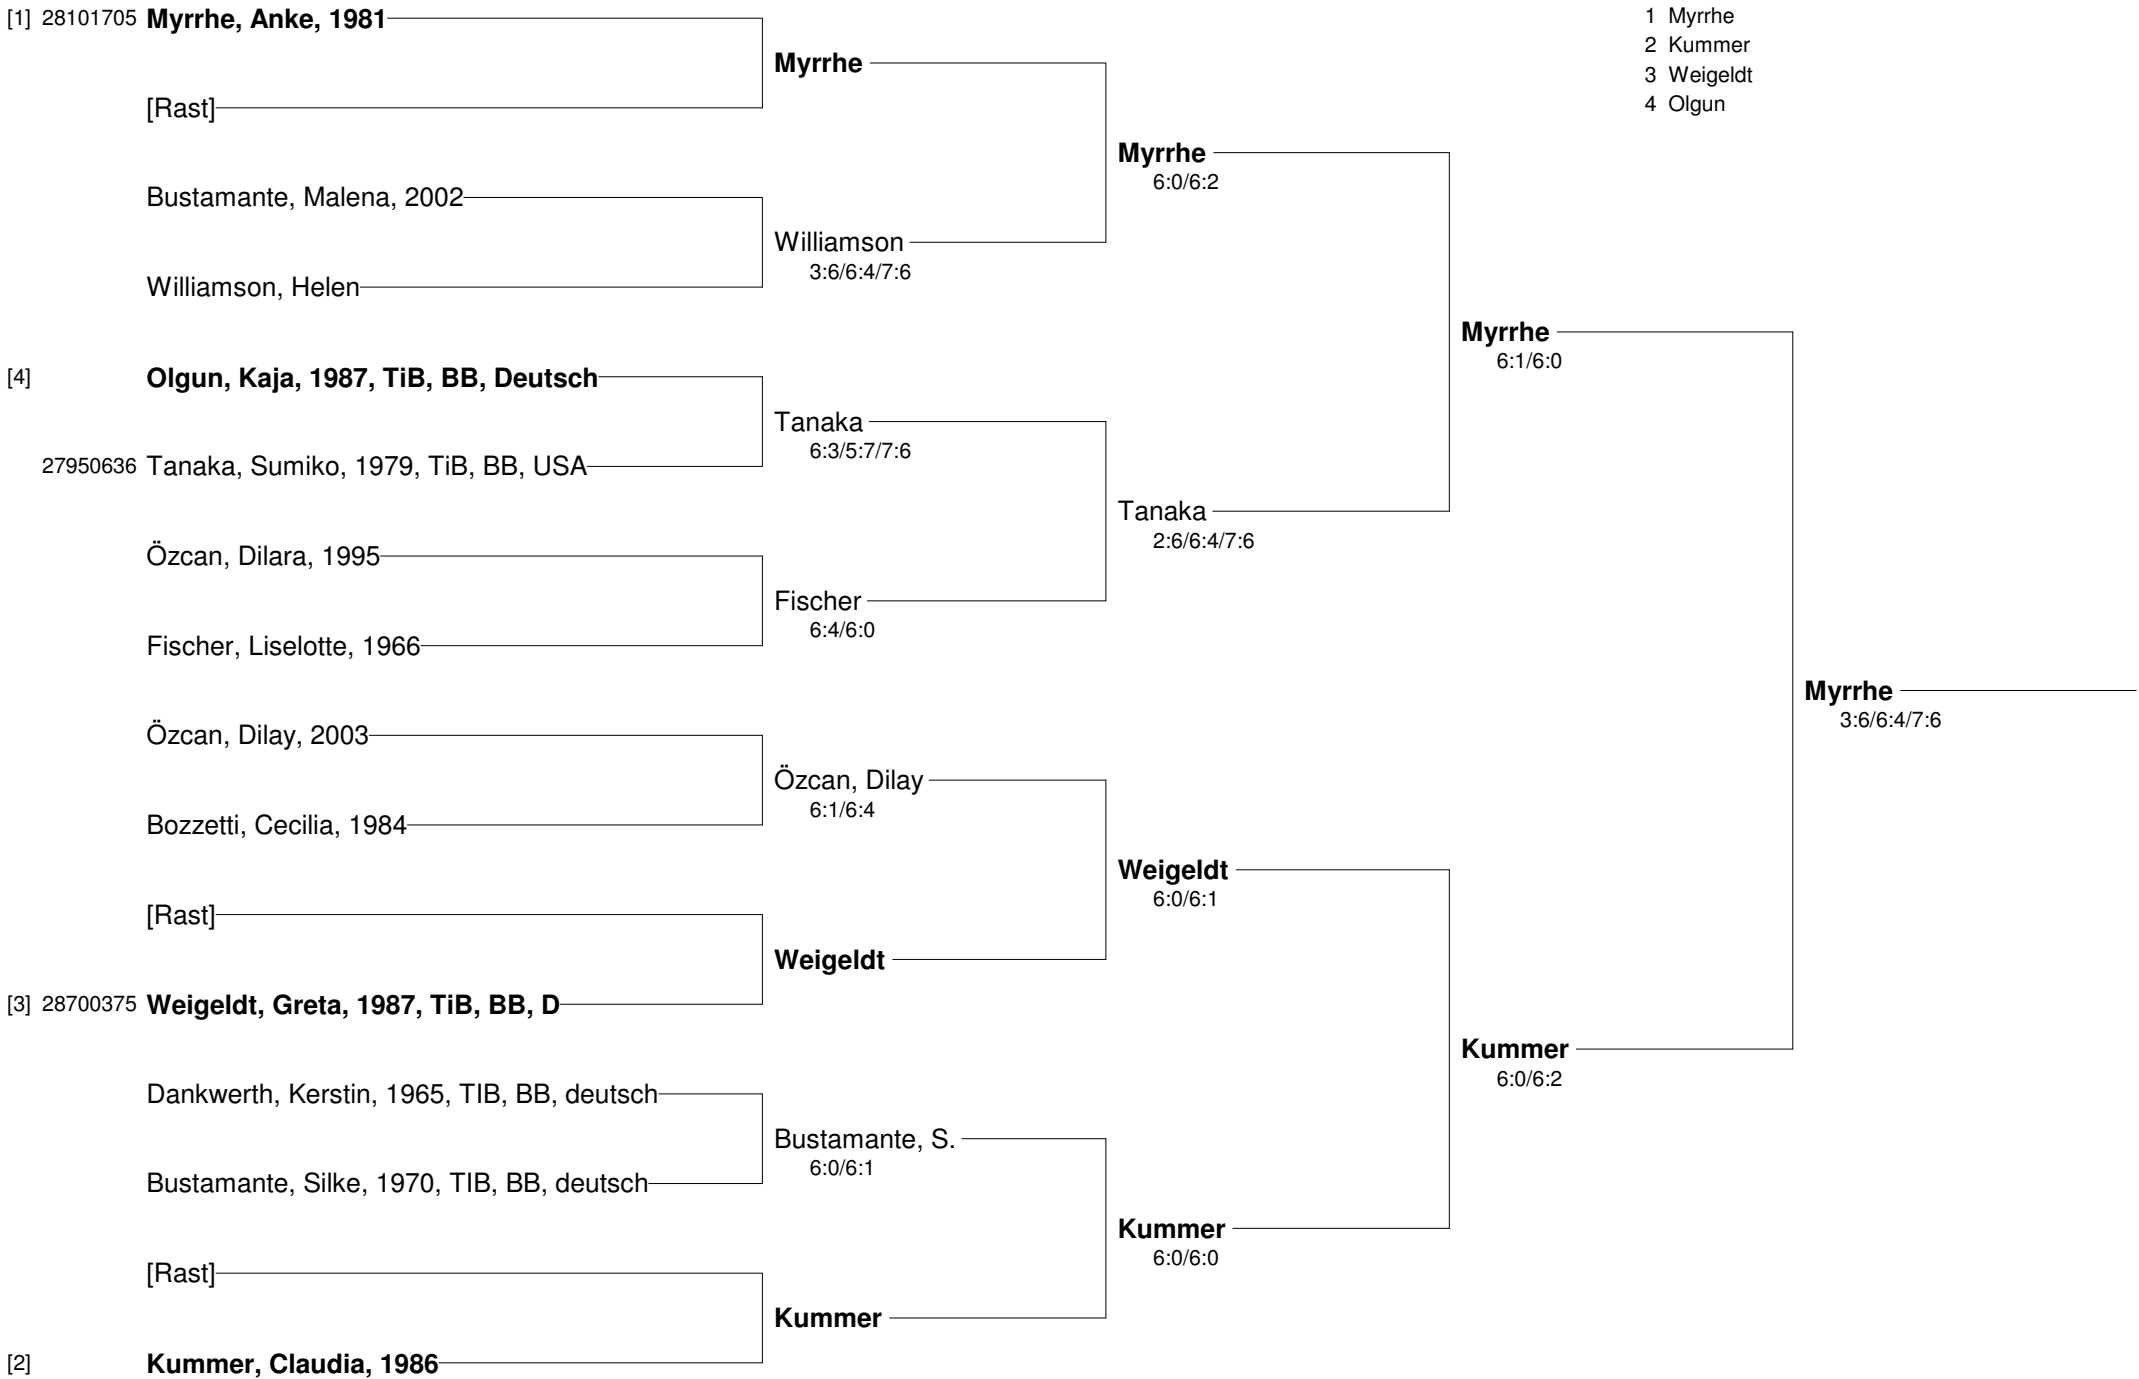 [1] 28101705 Myrrhe, Anke, 1981
[Rast]
Bustamante, Malena, 2002
Williamson, Helen
[4] Olgun, Kaja, 1987, TiB, BB, Deutsch
27950636 Tanaka, Sumiko, 1979, TiB, BB, USA
Özcan, Dilara, 1995
Fischer, Liselotte, 1966
Özcan, Dilay, 2003
Bozzetti, Cecilia, 1984
[Rast]
[3] 28700375 Weigeldt, Greta, 1987, TiB, BB, D
Dankwerth, Kerstin, 1965, TIB, BB, deutsch
Bustamante, Silke, 1970, TIB, BB, deutsch
[Rast]
[2] Kummer, Claudia, 1986
Myrrhe
Williamson
3:6/6:4/7:6
Tanaka
6:3/5:7/7:6
Fischer
6:4/6:0
Özcan, Dilay
6:1/6:4
Weigeldt
Bustamante, S.
6:0/6:1
Kummer
Myrrhe
6:0/6:2
Tanaka
2:6/6:4/7:6
Weigeldt
6:0/6:1
Kummer
6:0/6:0
Myrrhe
6:1/6:0
Kummer
6:0/6:2
Myrrhe
3:6/6:4/7:6
1 Myrrhe
2 Kummer
3 Weigeldt
4 Olgun